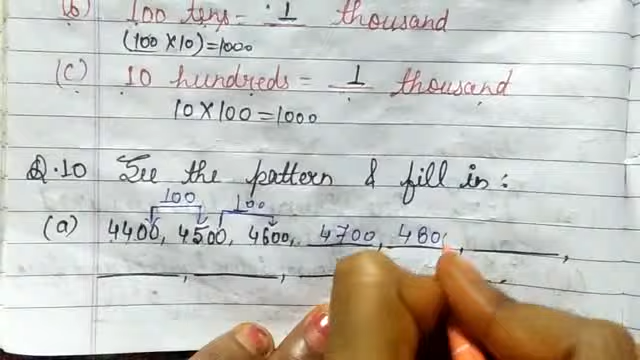 (b) 100 tens = 1 thousand
(100 × 10) = 1000
(c) 10 hundreds = 1 thousand
10 × 100 = 1000
Q.10 See the pattern & fill in :
100 100
(a) 4400, 4500, 4600, 4700, 480